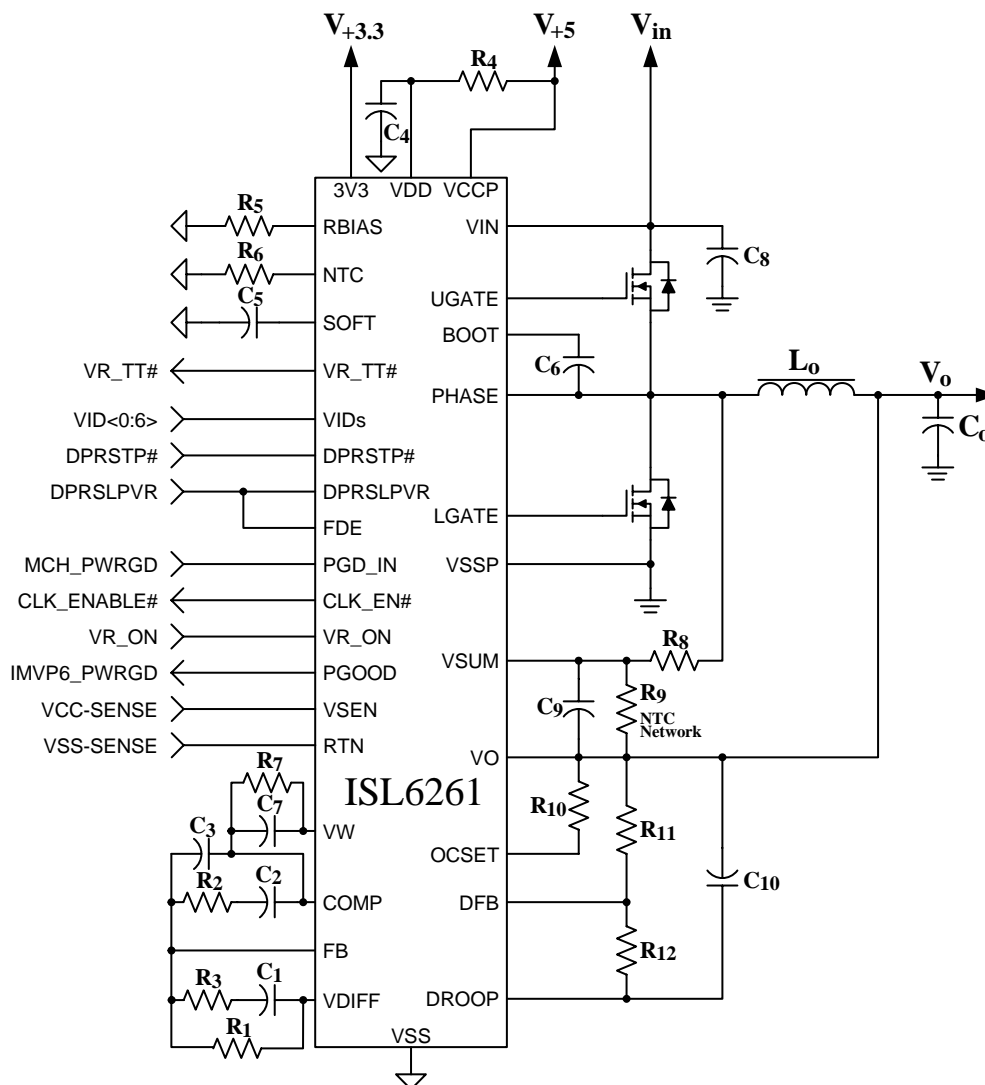 V+3.3
V+5
Vin
R4
C4
3V3
VDD
VCCP
R5
RBIAS
VIN
R6
NTC
C8
C5
UGATE
SOFT
BOOT
VR_TT#
VR_TT#
C6
Lo
Vo
PHASE
VID<0:6>
VIDs
Co
DPRSTP#
DPRSTP#
DPRSLPVR
DPRSLPVR
LGATE
FDE
MCH_PWRGD
PGD_IN
VSSP
CLK_ENABLE#
CLK_EN#
VR_ON
VR_ON
R8
VSUM
IMVP6_PWRGD
PGOOD
R9
VCC-SENSE
VSEN
C9
NTC
Network
VSS-SENSE
RTN
VO
R7
ISL6261
C7
R10
R11
C3
VW
OCSET
R2
C2
C10
COMP
DFB
FB
R12
R3
C1
VDIFF
DROOP
R1
VSS